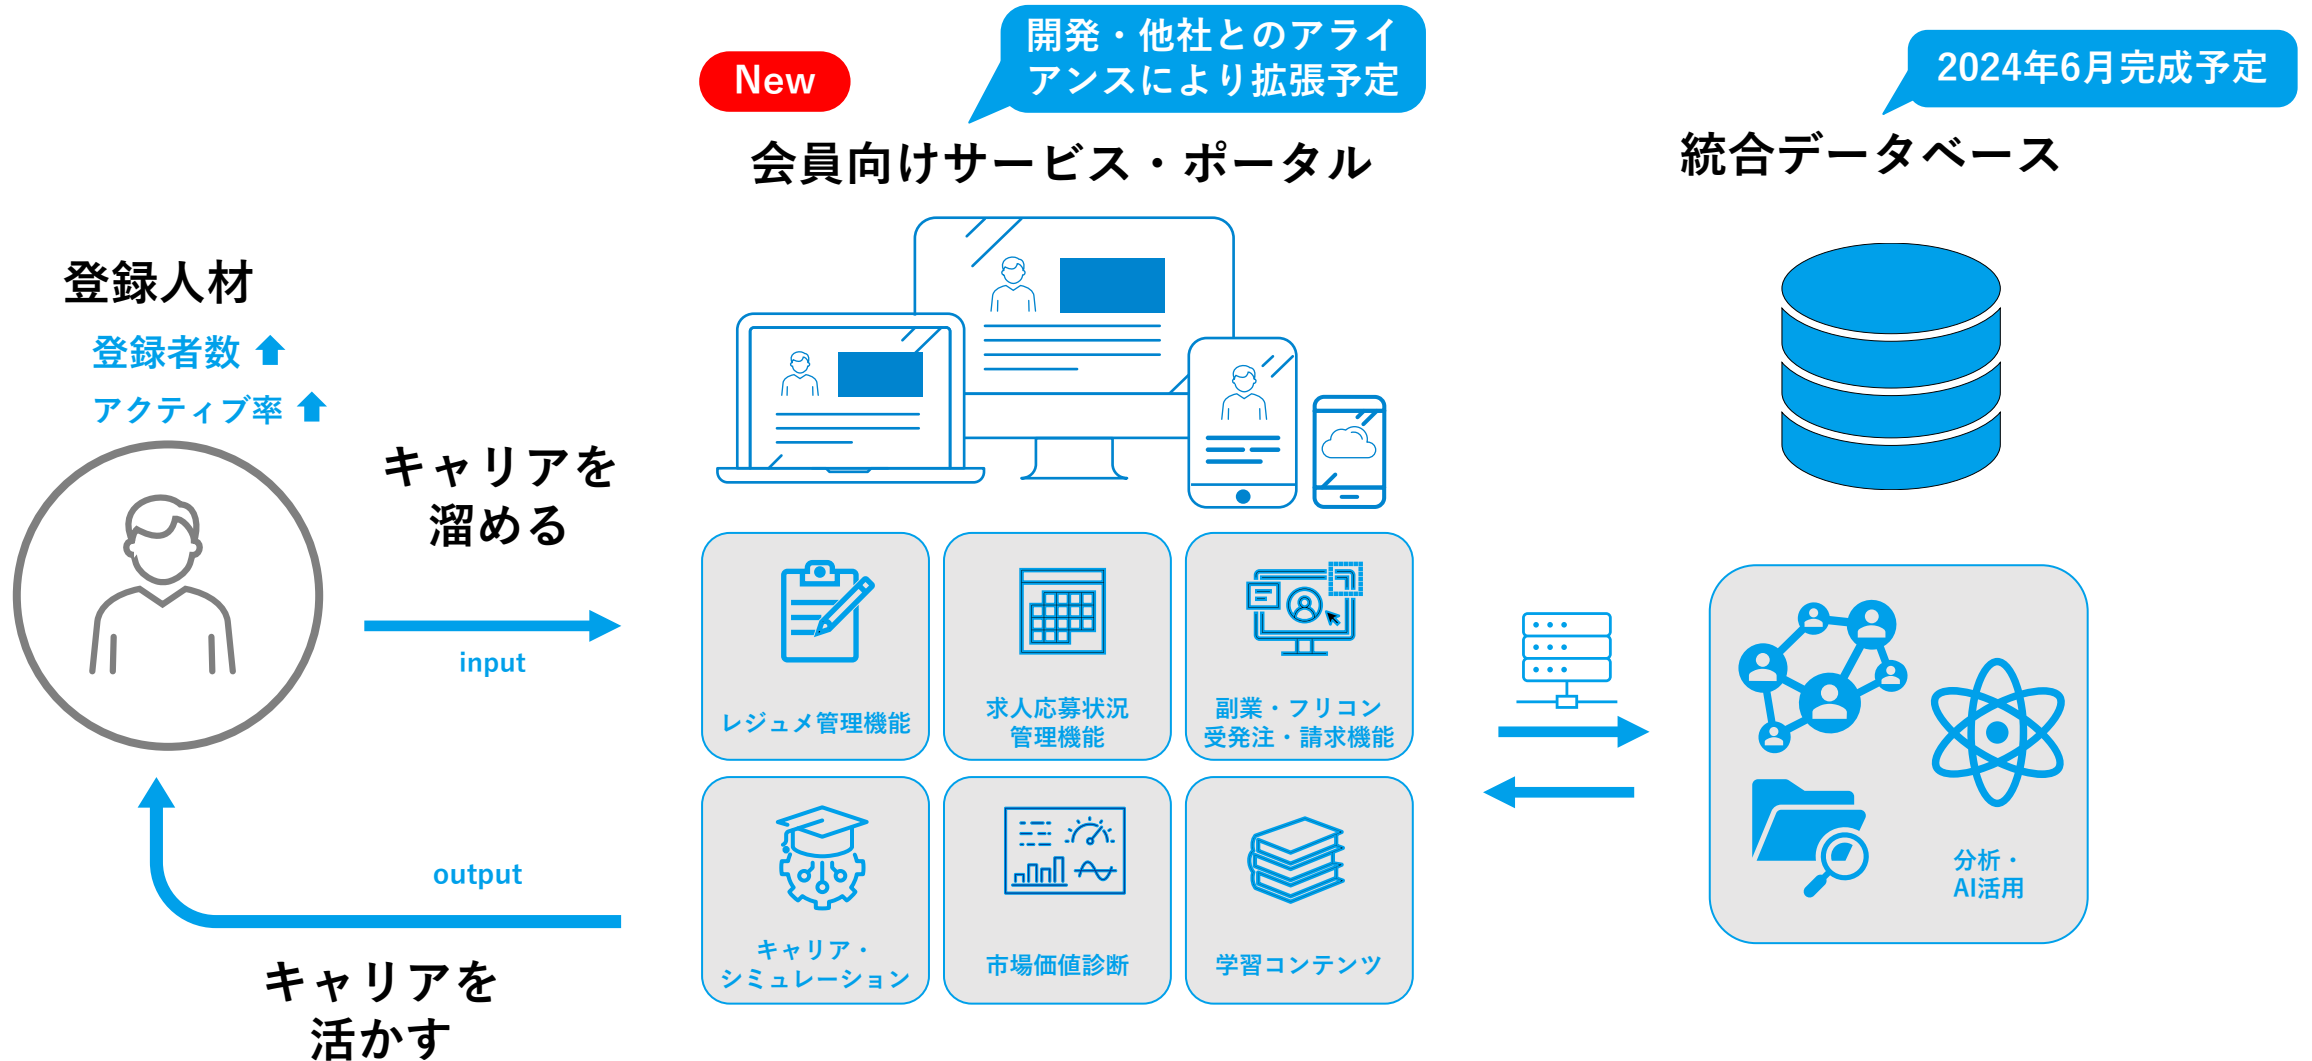 開発・他社とのアライ
アンスにより拡張予定
2024年6月完成予定
New
会員向けサービス・ポータル
統合データベース
登録人材
登録者数
アクティブ率
キャリアを
溜める
input
レジュメ管理機能
求人応募状況
管理機能
副業・フリコン
受発注・請求機能
output
キャリアを
活かす
キャリア・
シミュレーション
市場価値診断
学習コンテンツ
分析・
AI活用